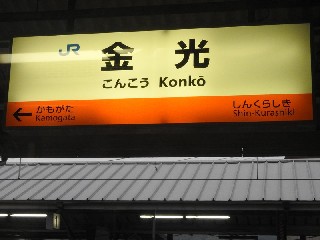 JR 金光
こんこう Konkō
← かもがた しんくらしき
Kamogata Shin-Kurashiki